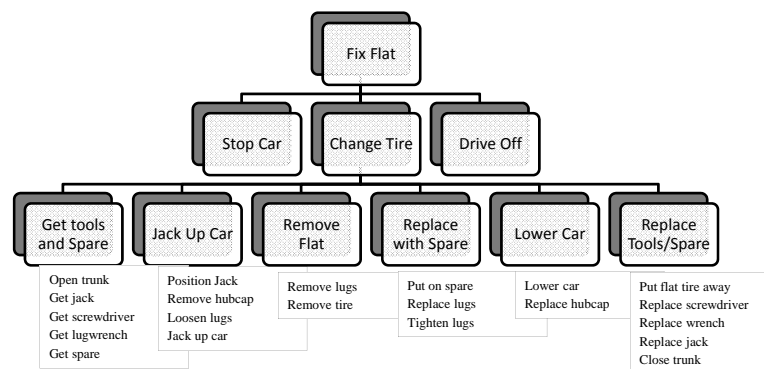 Fix Flat
Stop Car
Change Tire
Drive Off
Get tools
and Spare
Jack Up Car
Remove
Flat
Replace
with Spare
Lower Car
Replace
Tools/Spare
Open trunk
Get jack
Get screwdriver
Get lugwrench
Get spare
Position Jack
Remove hubcap
Loosen lugs
Jack up car
Remove lugs
Remove tire
Put on spare
Replace lugs
Tighten lugs
Lower car
Replace hubcap
Put flat tire away
Replace screwdriver
Replace wrench
Replace jack
Close trunk